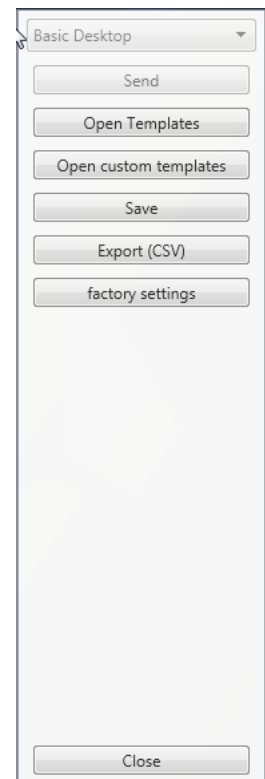 Basic Desktop
Send
Open Templates
Open custom templates
Save
Export (CSV)
factory settings
Close